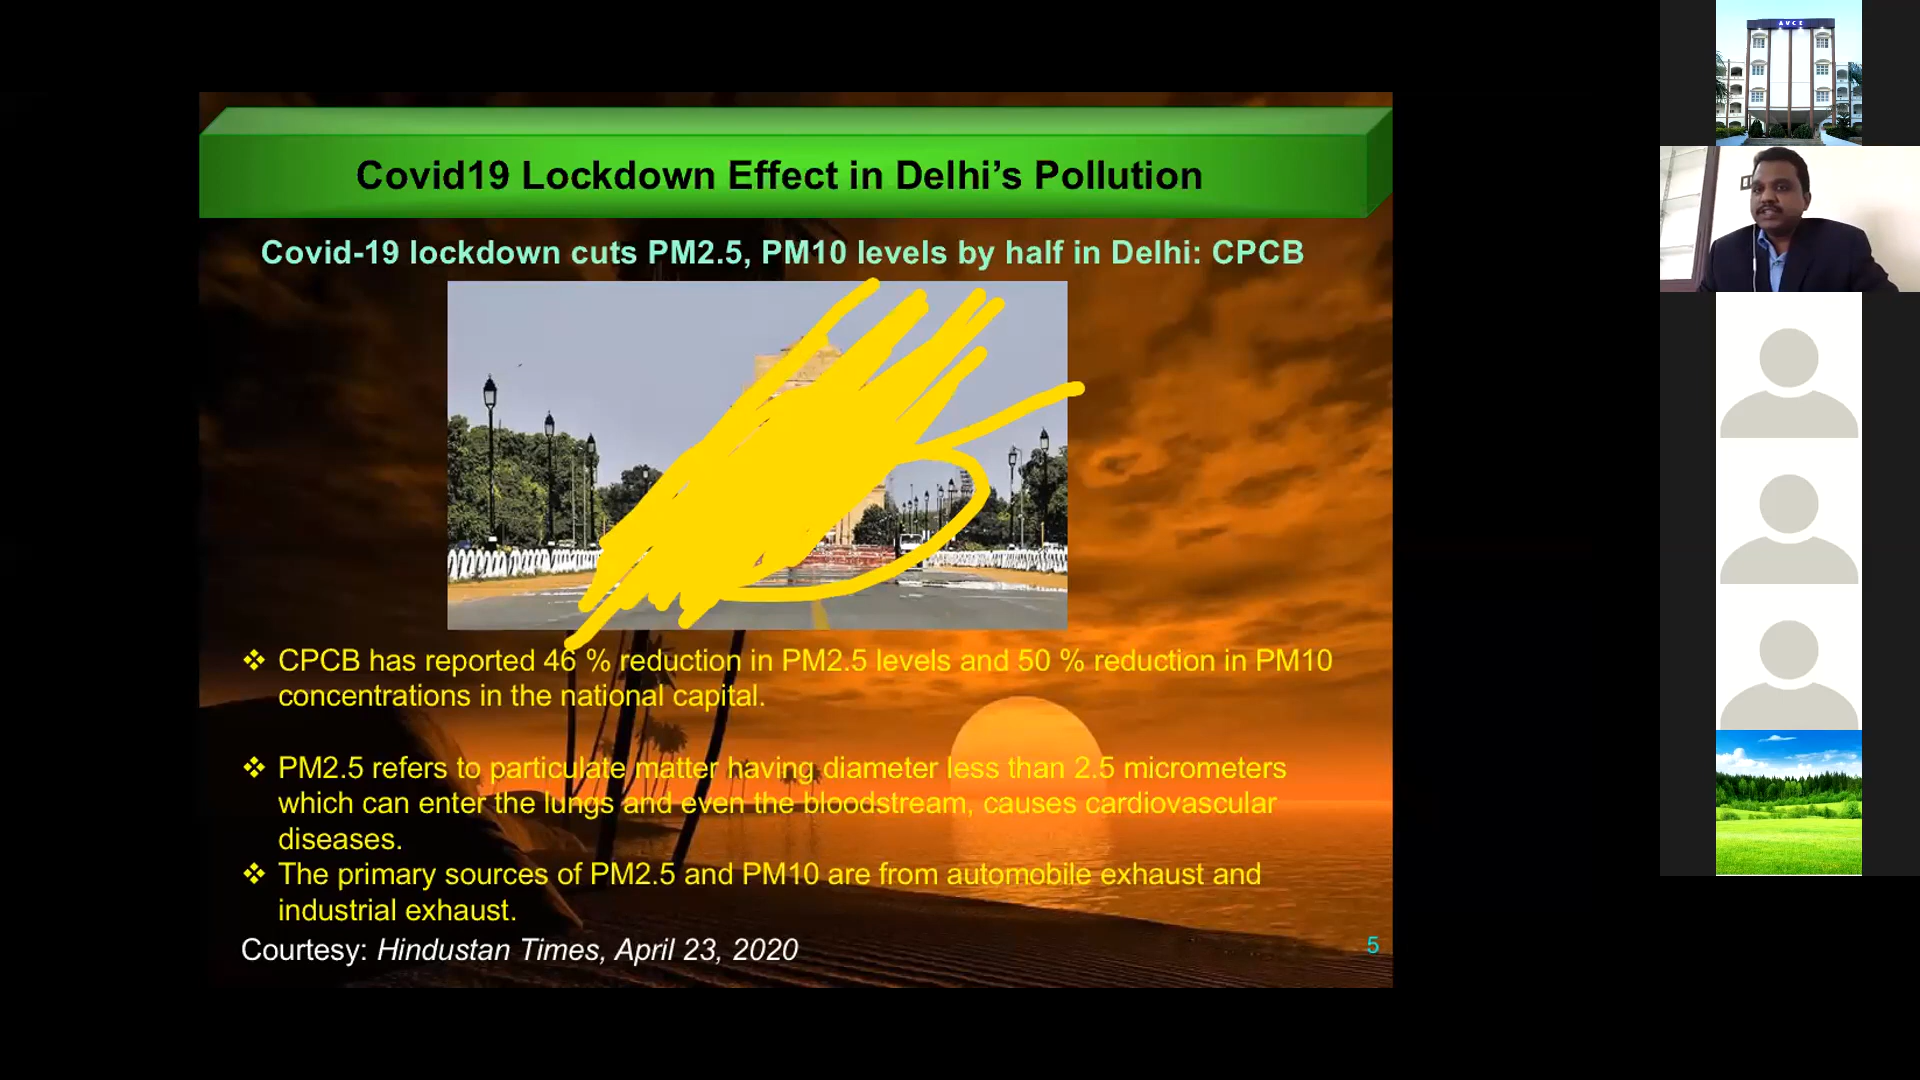 AVCE
Covid19 Lockdown Effect in Delhi’s Pollution
Covid-19 lockdown cuts PM2.5, PM10 levels by half in Delhi: CPCB
❖ CPCB has reported 46 % reduction in PM2.5 levels and 50 % reduction in PM10
concentrations in the national capital.
❖ PM2.5 refers to particulate matter having diameter less than 2.5 micrometers
which can enter the lungs and even the bloodstream, causes cardiovascular
diseases.
❖ The primary sources of PM2.5 and PM10 are from automobile exhaust and
industrial exhaust.
Courtesy: Hindustan Times, April 23, 2020
5